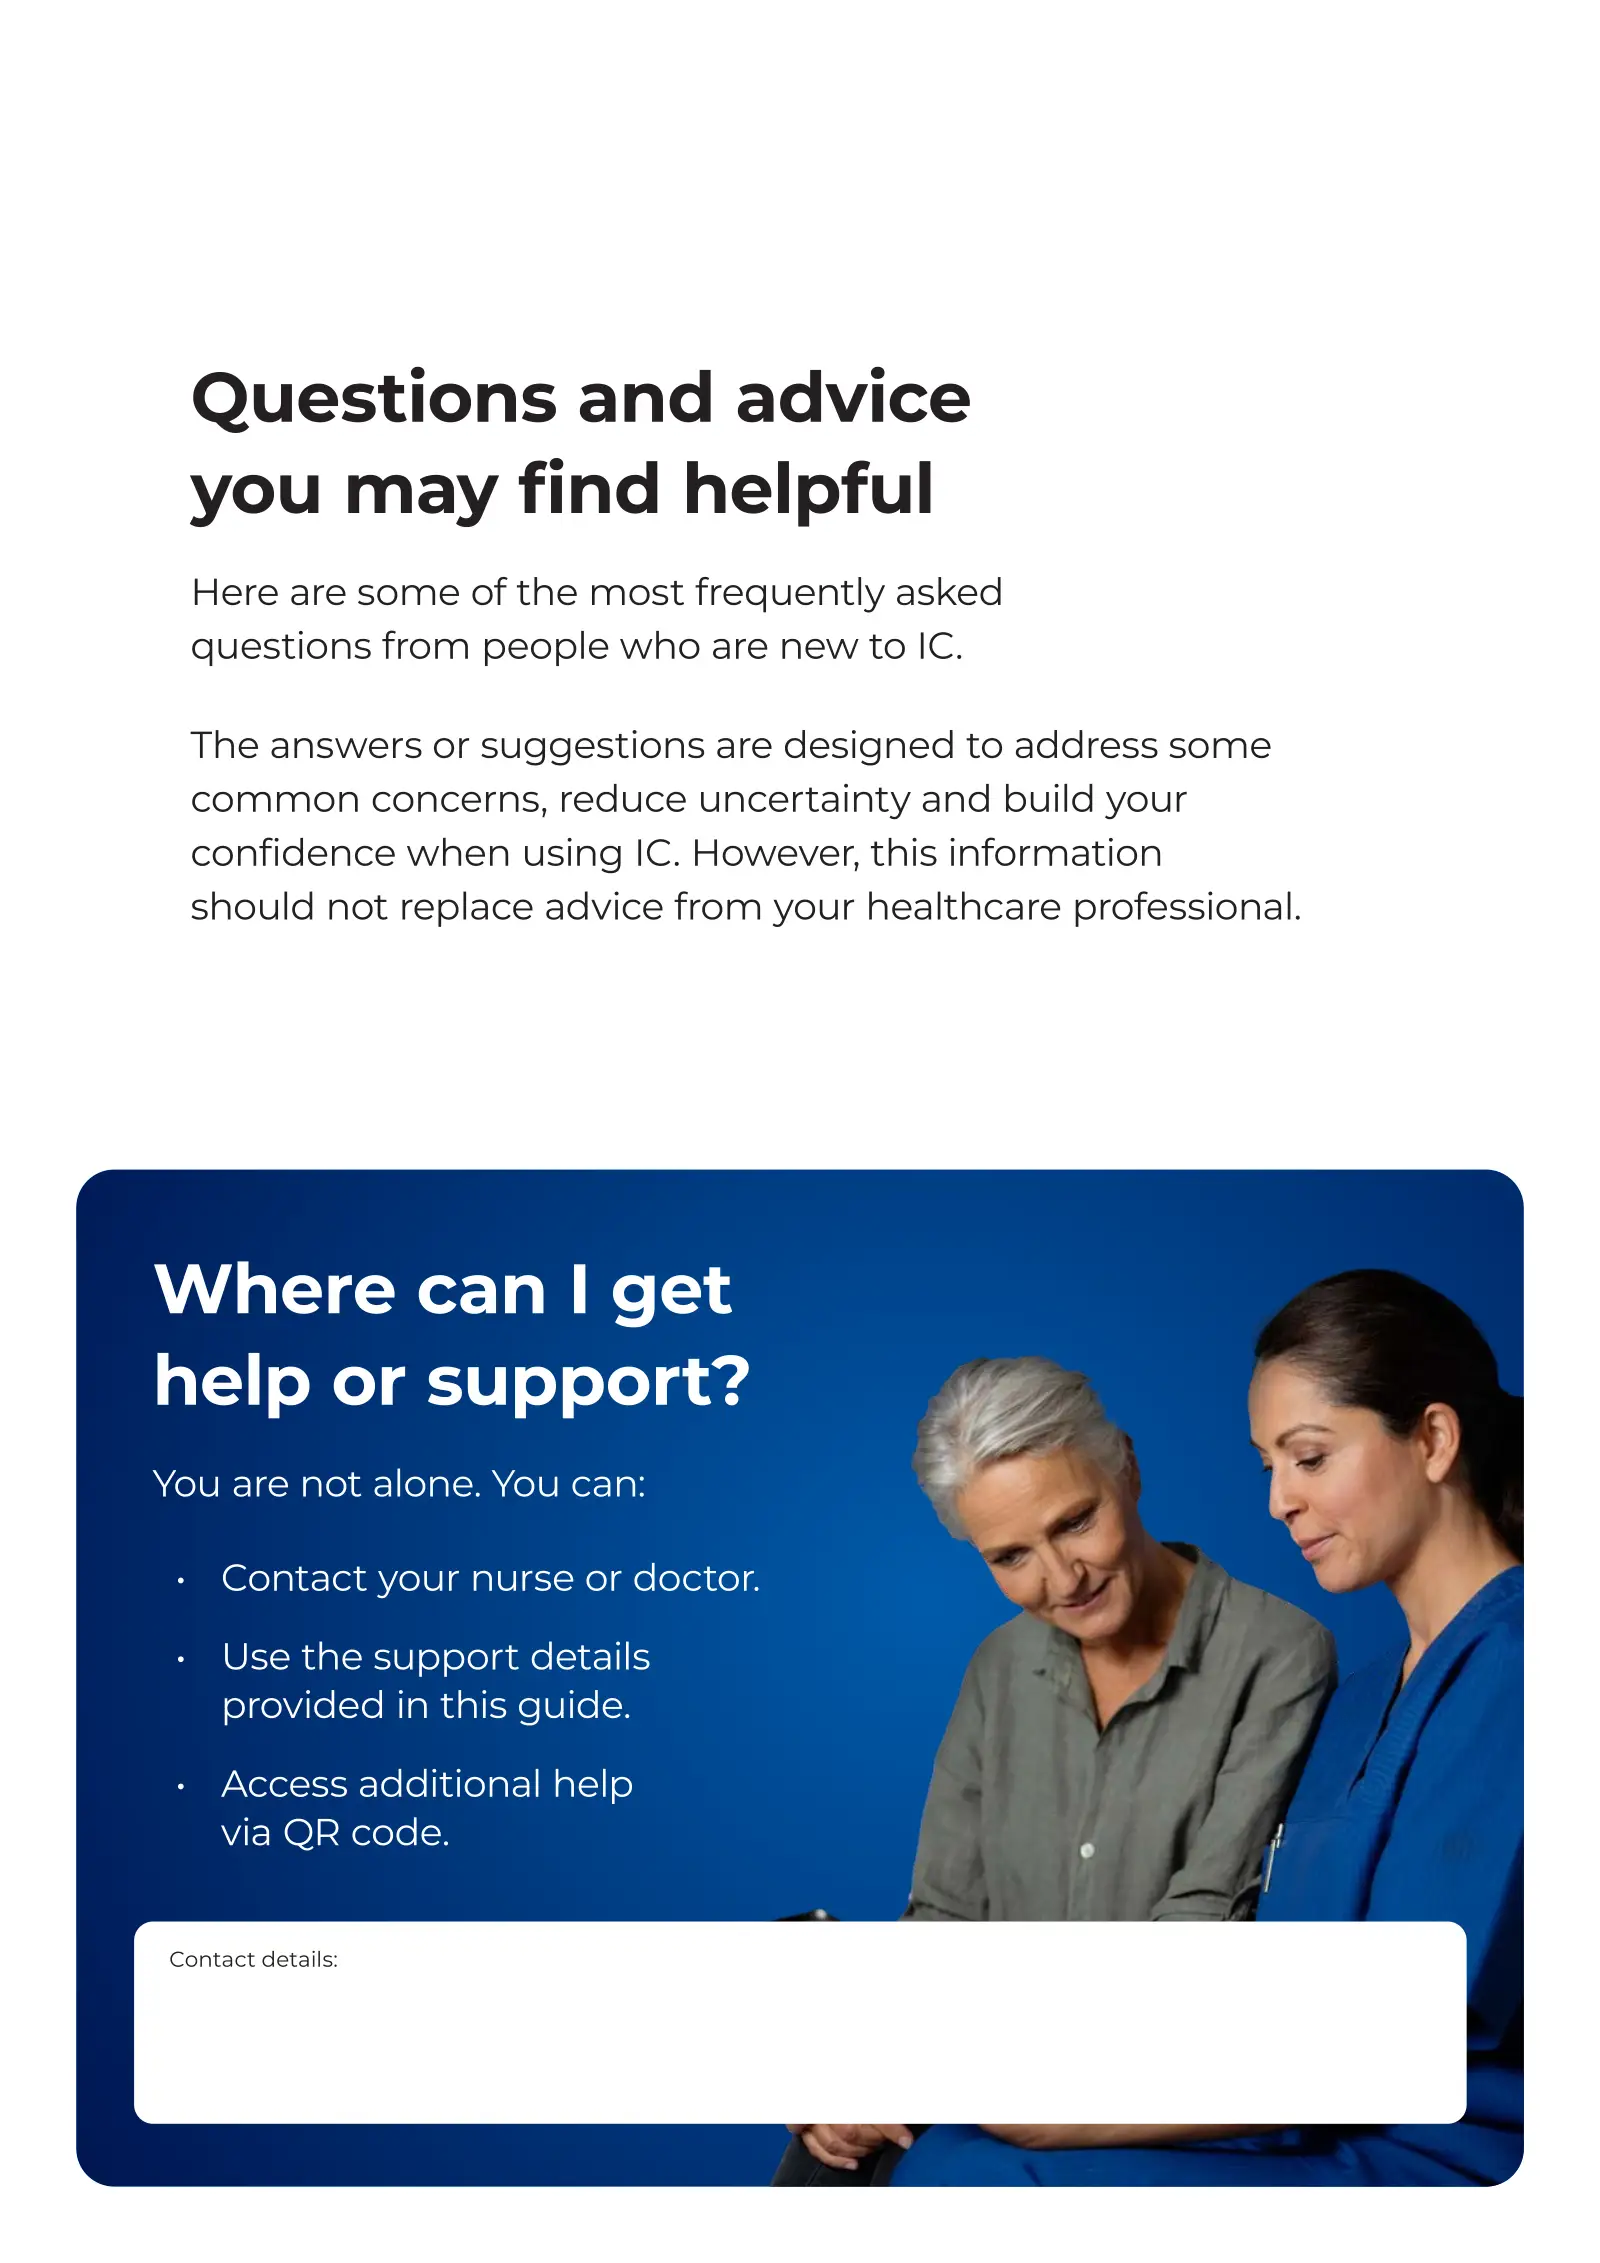 Questions and advice
you may find helpful
Here are some of the most frequently asked
questions from people who are new to IC.
The answers or suggestions are designed to address some
common concerns, reduce uncertainty and build your
confidence when using IC. However, this information
should not replace advice from your healthcare professional.
Where can I get
help or support?
You are not alone. You can:
• Contact your nurse or doctor.
• Use the support details
provided in this guide.
• Access additional help
via QR code.
Contact details: